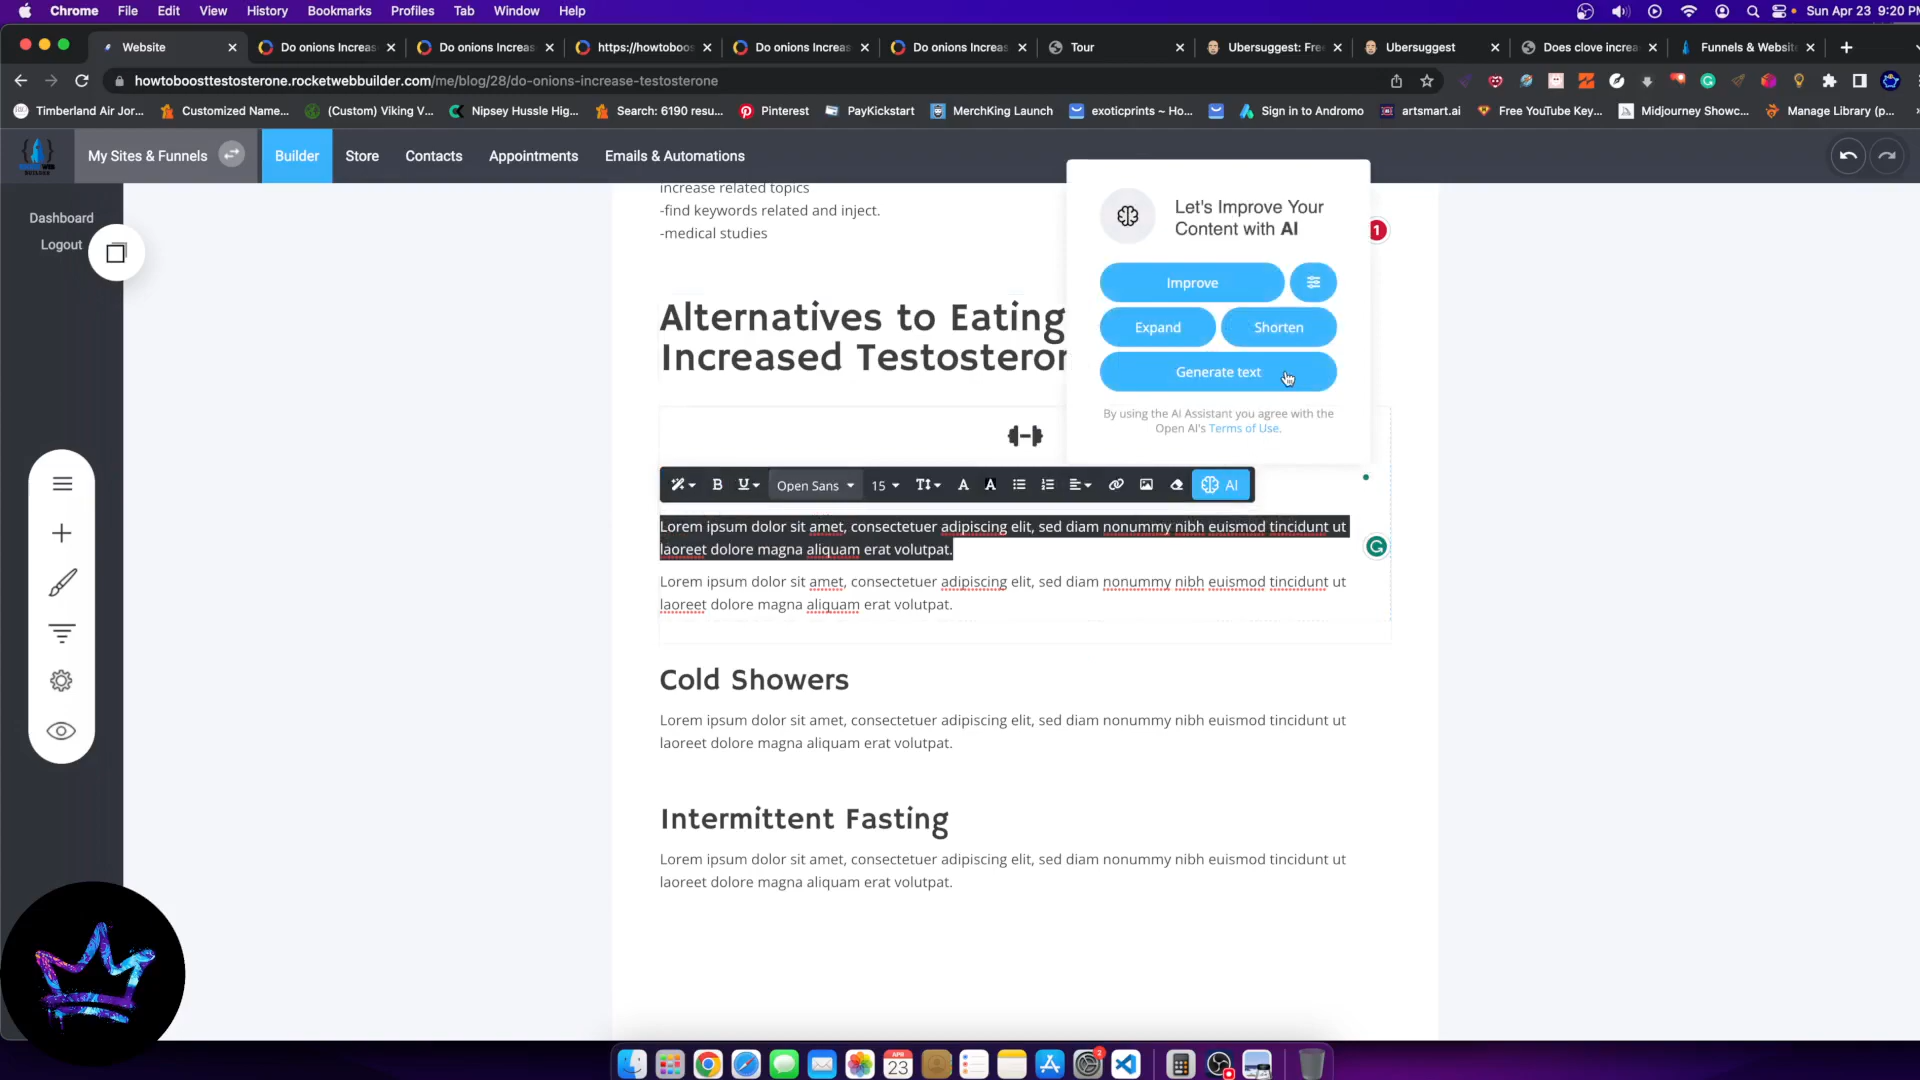 Chrome File Edit View History Bookmarks Profiles Tab Window Help
Sun Apr 23 9:20
Website
Do onions Increas
Do onions Increas
https://howtoboos
Do onions Increas
Do onions Increas
Tour
Ubersuggest: Fre
Ubersuggest
Does clove increa
Funnels & Websit
howtoboosttestosterone.rocketwebbuilder.com/me/blog/28/do-onions-increase-testosterone
Timberland Air Jor...
Customized Name...
(Custom) Viking V...
Nipsey Hussle Hig...
Search: 6190 resu...
Pinterest
PayKickstart
MerchKing Launch
exoticprints ~ Ho...
Sign in to Andromo
artsmart.ai
Free YouTube Key...
Midjourney Showc...
Manage Library (p...
My Sites & Funnels
Builder
Store
Contacts
Appointments
Emails & Automations
Dashboard
Logout
increase related topics
-find keywords related and inject.
-medical studies
Let's Improve Your
Content with AI
1
Improve
Expand
Shorten
Generate text
By using the AI Assistant you agree with the
Open AI's Terms of Use.
Alternatives to Eating
Increased Testosteron
B U Open Sans 15 A A AI
Lorem ipsum dolor sit amet, consectetuer adipiscing elit, sed diam nonummy nibh euismod tincidunt ut
laoreet dolore magna aliquam erat volutpat.
Lorem ipsum dolor sit amet, consectetuer adipiscing elit, sed diam nonummy nibh euismod tincidunt ut
laoreet dolore magna aliquam erat volutpat.
Cold Showers
Lorem ipsum dolor sit amet, consectetuer adipiscing elit, sed diam nonummy nibh euismod tincidunt ut
laoreet dolore magna aliquam erat volutpat.
Intermittent Fasting
Lorem ipsum dolor sit amet, consectetuer adipiscing elit, sed diam nonummy nibh euismod tincidunt ut
laoreet dolore magna aliquam erat volutpat.
APR
23
2